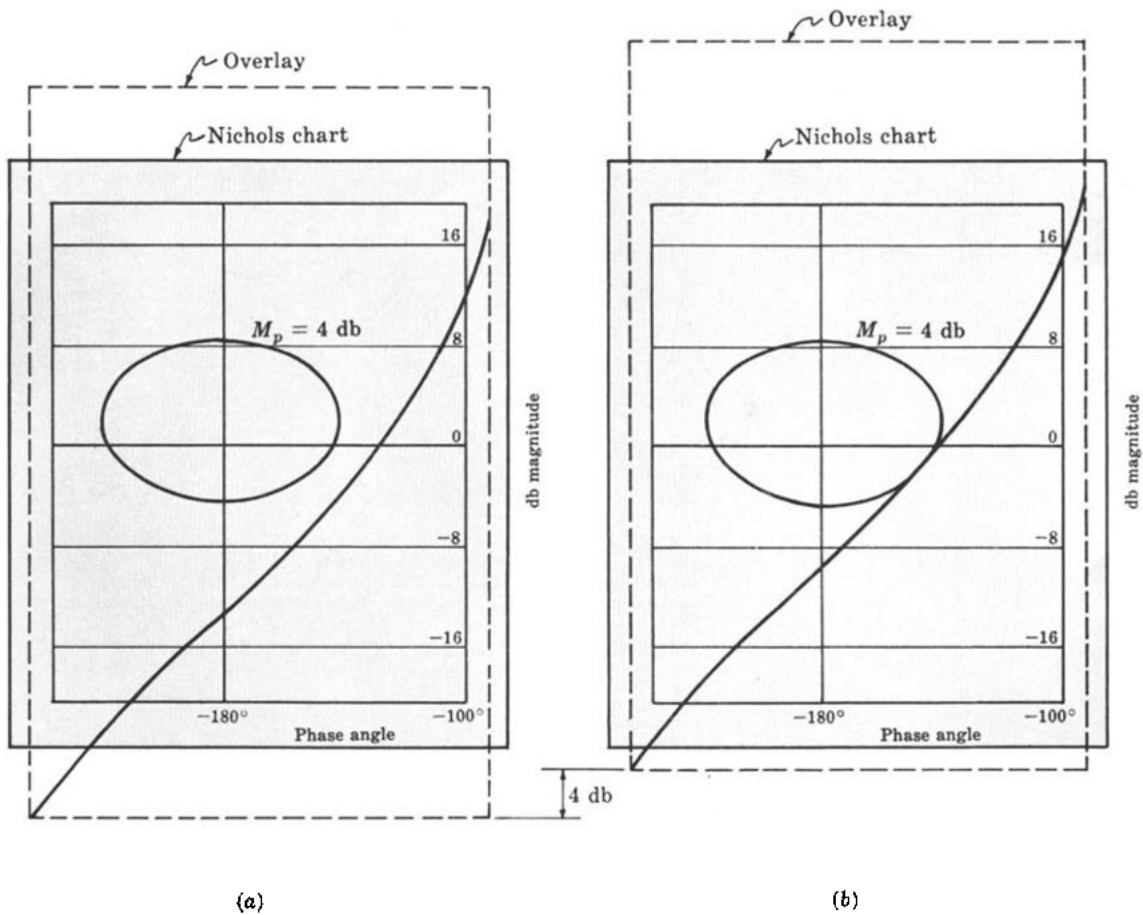 Overlay
Nichols chart
16
M_p = 4 db
8
0
−8
−16
−180°
−100°
Phase angle
db magnitude
(a)
Overlay
Nichols chart
16
M_p = 4 db
8
0
−8
−16
−180°
−100°
Phase angle
db magnitude
4 db
(b)